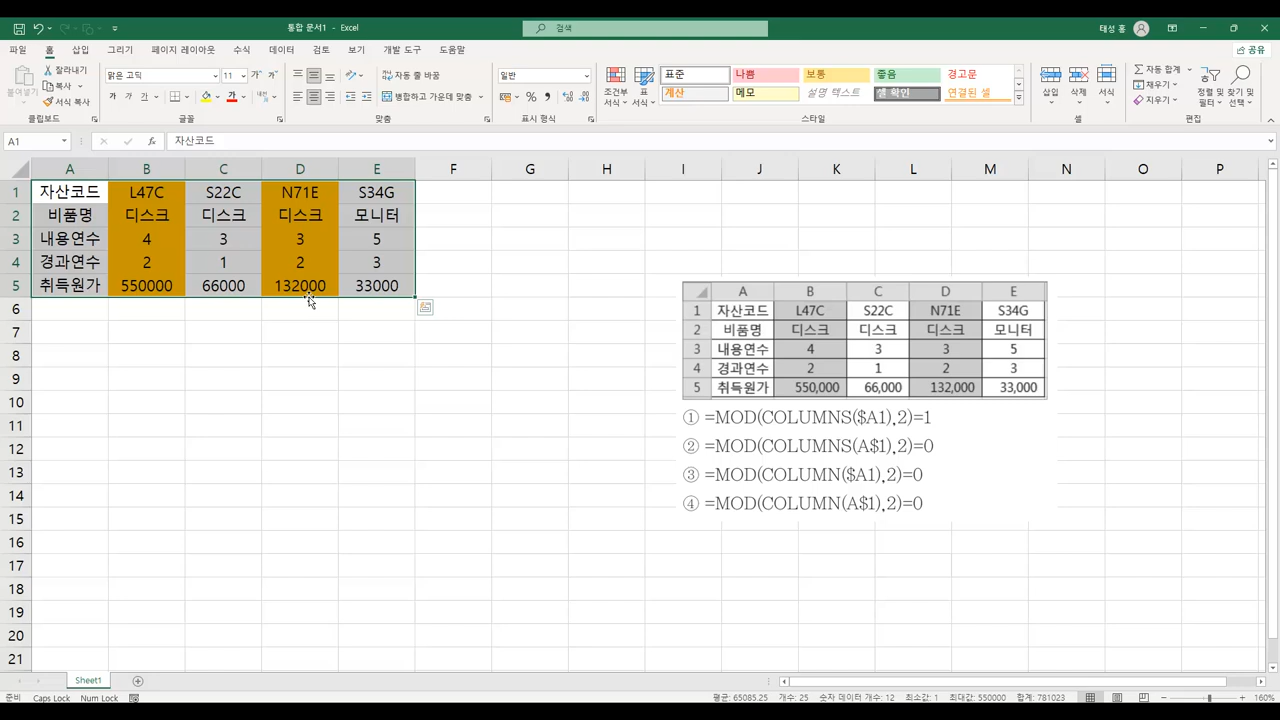 통합 문서1 - Excel
검색
태성 홍
파일 홈 삽입 그리기 페이지 레이아웃 수식 데이터 검토 보기 개발 도구 도움말
공유
붙여넣기
잘라내기
복사
서식 복사
클립보드
맑은 고딕 11
가 가 가
글꼴
자동 줄 바꿈
병합하고 가운데 맞춤
맞춤
일반
표시 형식
조건부 서식
표 서식
표준 나쁨 보통 좋음 경고문
계산 메모 설명 텍스트 셀 확인 연결된 셀
스타일
삽입 삭제 서식
셀
자동 합계
채우기
지우기
정렬 및 필터
찾기 및 선택
편집
A1 fx 자산코드
A B C D E F G H I J K L M N O P Q
1 자산코드 L47C S22C N71E S34G
2 비품명 디스크 디스크 디스크 모니터
3 내용연수 4 3 3 5
4 경과연수 2 1 2 3
5 취득원가 550000 66000 132000 33000
6
7
8
9
10
11
12
13
14
15
16
17
18
19
20
21
A B C D E
1 자산코드 L47C S22C N71E S34G
2 비품명 디스크 디스크 디스크 모니터
3 내용연수 4 3 3 5
4 경과연수 2 1 2 3
5 취득원가 550,000 66,000 132,000 33,000
① =MOD(COLUMNS($A1),2)=1
② =MOD(COLUMNS(A$1),2)=0
③ =MOD(COLUMN($A1),2)=0
④ =MOD(COLUMN(A$1),2)=0
Sheet1
준비 Caps Lock Num Lock 평균: 65085.25 개수: 25 숫자 데이터 개수: 12 최소값: 1 최대값: 550000 합계: 781023 160%